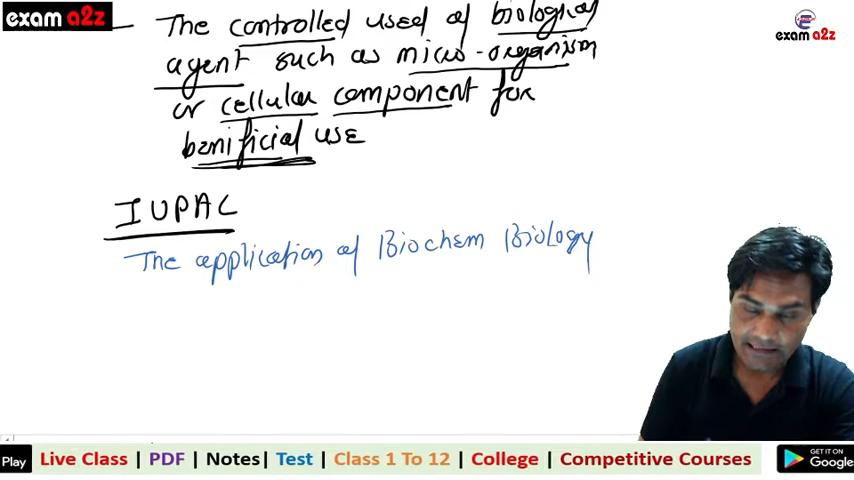 exam a2z
exam a2z
The controlled used of biological
agent such as micro-organism
or cellular component for
benificial use
IUPAC
The application of Biochem Biology
Play
Live Class | PDF | Notes| Test | Class 1 To 12 | College | Competitive Courses
GET IT ON
Google